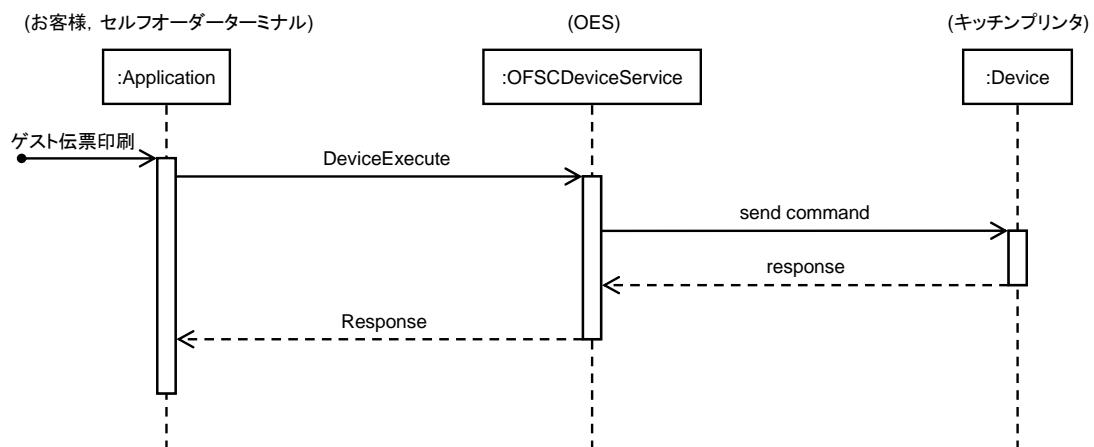 (お客様, セルフオーダーターミナル)
(OES)
(キッチンプリンタ)
:Application
:OFSCDeviceService
:Device
ゲスト伝票印刷
DeviceExecute
send command
response
Response